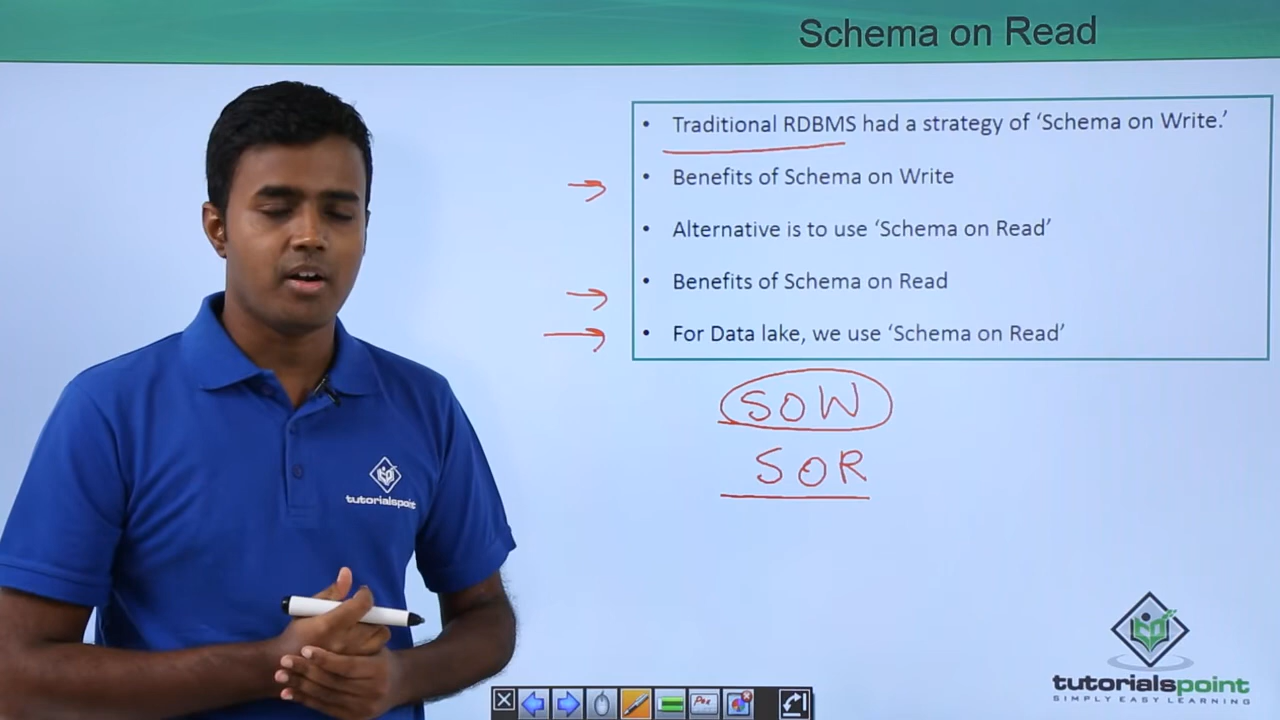 Schema on Read
• Traditional RDBMS had a strategy of ‘Schema on Write.’
• Benefits of Schema on Write
• Alternative is to use ‘Schema on Read’
• Benefits of Schema on Read
• For Data lake, we use ‘Schema on Read’
SOW
SOR
tutorialspoint
tutorialspoint
SIMPLY EASY LEARNING
Pen